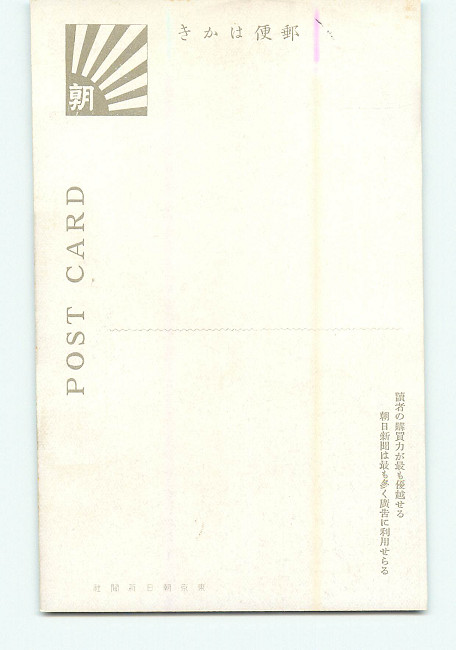 郵便はかき
朝
POST CARD
讀者の購買力が最も優越せる
朝日新聞は最も多く廣告に利用せらる
東京朝日新聞社